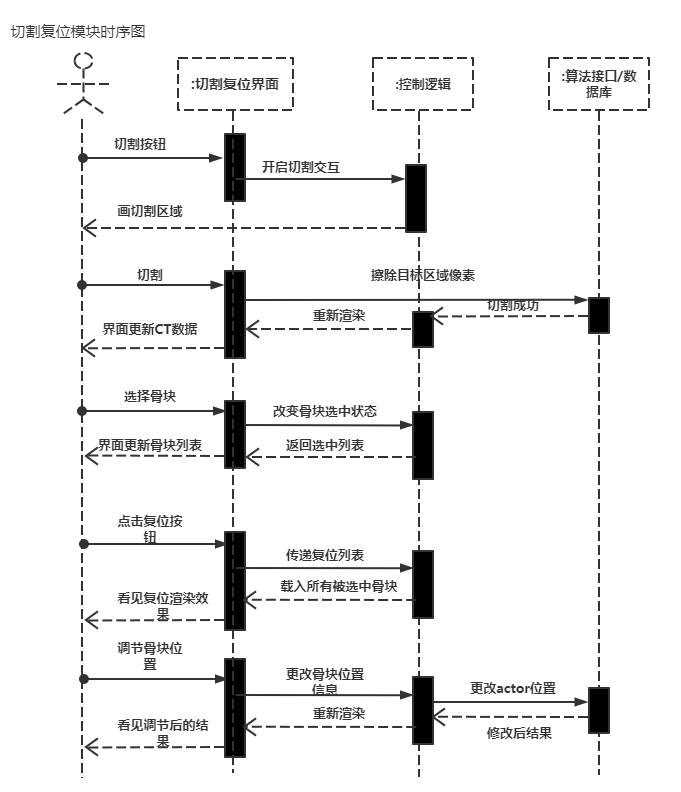 切割复位模块时序图
:切割复位界面
:控制逻辑
:算法接口/数
据库
切割按钮
开启切割交互
画切割区域
切割
擦除目标区域像素
切割成功
重新渲染
界面更新CT数据
选择骨块
改变骨块选中状态
界面更新骨块列表
返回选中列表
点击复位按
钮
传递复位列表
载入所有被选中骨块
看见复位渲染效
果
调节骨块位
置
更改骨块位置
信息
更改actor位置
重新渲染
看见调节后的结
果
修改后结果